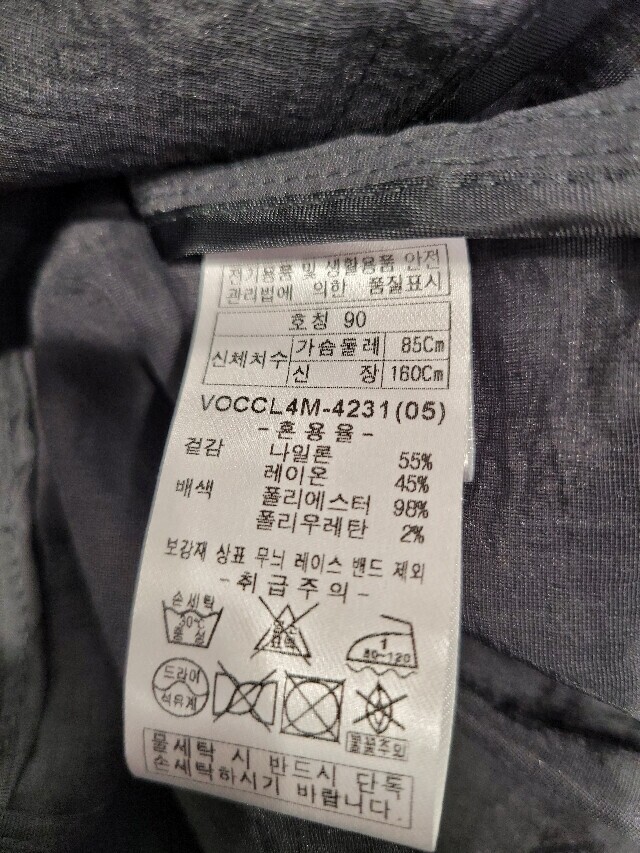 전기용품 및 생활용품 안전
관리법에 의한 품질표시
호칭 90
신체처수 가슴둘레 85Cm
신 장 160Cm
VOCCL4M-4231(05)
-혼용율-
겉감 나일론 55%
레이온 45%
배색 폴리에스터 98%
폴리우레탄 2%
보강재 상표 무늬 레이스 밴드 제외
-취급주의-
손세탁
30℃
중성
1
80~120
드라이
석유계
불꽃주의
물세탁 시 반드시 단독
손세탁하시기 바랍니다.